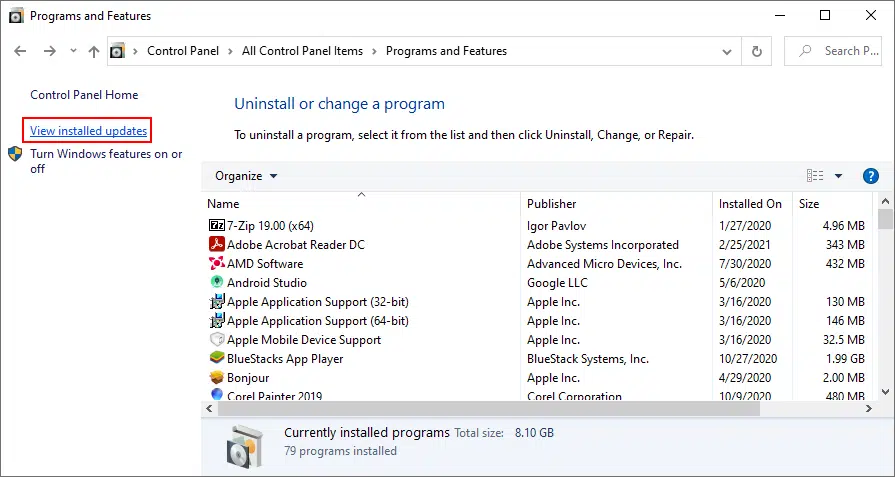 Programs and Features
Control Panel > All Control Panel Items > Programs and Features
Search P...
Control Panel Home
View installed updates
Turn Windows features on or
off
Uninstall or change a program
To uninstall a program, select it from the list and then click Uninstall, Change, or Repair.
Organize
?
Name Publisher Installed On Size
7z 7-Zip 19.00 (x64) Igor Pavlov 1/27/2020 4.96 MB
Adobe Acrobat Reader DC Adobe Systems Incorporated 2/25/2021 343 MB
AMD Software Advanced Micro Devices, Inc. 7/30/2020 432 MB
Android Studio Google LLC 5/6/2020
Apple Application Support (32-bit) Apple Inc. 3/16/2020 130 MB
Apple Application Support (64-bit) Apple Inc. 3/16/2020 146 MB
Apple Mobile Device Support Apple Inc. 3/16/2020 32.5 MB
BlueStacks App Player BlueStack Systems, Inc. 10/27/2020 1.99 GB
Bonjour Apple Inc. 4/29/2020 2.00 MB
Corel Painter 2019 Corel Corporation 10/9/2020 480 MB
Currently installed programs Total size: 8.10 GB
79 programs installed